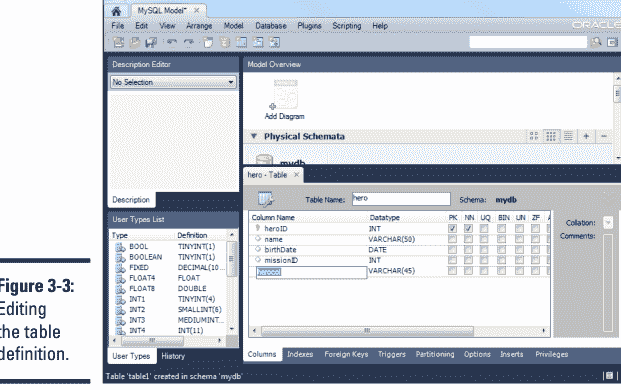 MySQL Model*
File Edit View Arrange Model Database Plugins Scripting Help
ORACLE
Description Editor
No Selection
Description
User Types List
Type Definition
BOOL TINYINT(1)
BOOLEAN TINYINT(1)
FIXED DECIMAL(10...
FLOAT4 FLOAT
FLOAT8 DOUBLE
INT1 TINYINT(4)
INT2 SMALLINT(6)
INT3 MEDIUMINT...
INT4 INT(11)
User Types History
Model Overview
Add Diagram
Physical Schemata
mydb
hero - Table
Table Name: hero Schema: mydb
Column Name Datatype PK NN UQ BIN UN ZF A
heroID INT
name VARCHAR(50)
birthDate DATE
missionID INT
herocol VARCHAR(45)
Collation:
Comments:
Columns Indexes Foreign Keys Triggers Partitioning Options Inserts Privileges
Table 'table1' created in schema 'mydb'
Figure 3-3:
Editing
the table
definition.